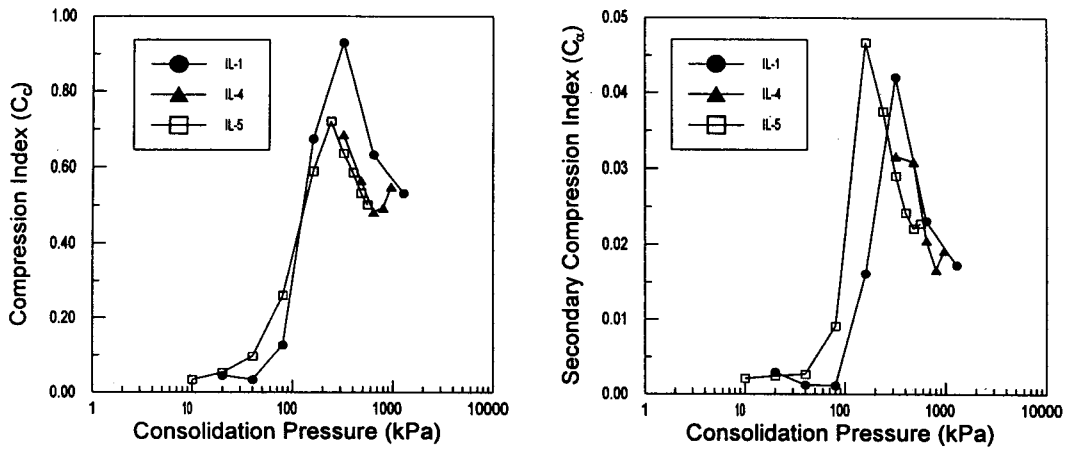 Compression Index (Cc)
1.00
0.80
0.60
0.40
0.20
0.00
IL-1
IL-4
IL-5
1
10
100
1000
10000
Consolidation Pressure (kPa)
Secondary Compression Index (Cα)
0.05
0.04
0.03
0.02
0.01
0.00
IL-1
IL-4
IL-5
1
10
100
1000
10000
Consolidation Pressure (kPa)